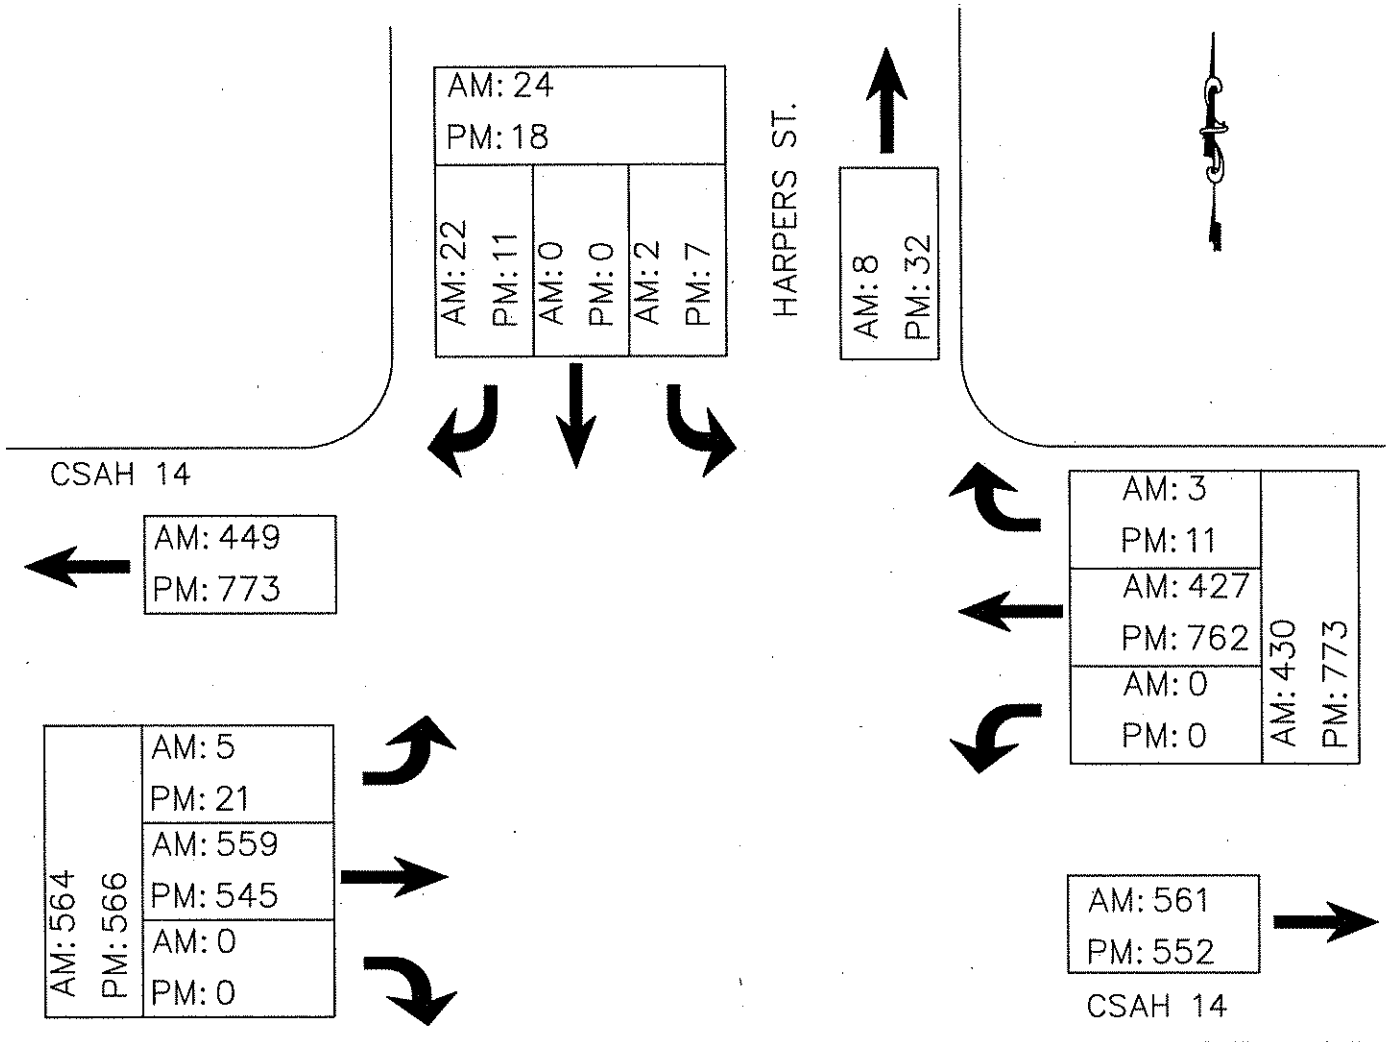 AM: 24
PM: 18
AM: 22
PM: 11
AM: 0
PM: 0
AM: 2
PM: 7
HARPERS ST.
AM: 8
PM: 32
CSAH 14
AM: 449
PM: 773
AM: 3
PM: 11
AM: 427
PM: 762
AM: 0
PM: 0
AM: 430
PM: 773
AM: 564
PM: 566
AM: 5
PM: 21
AM: 559
PM: 545
AM: 0
PM: 0
AM: 561
PM: 552
CSAH 14